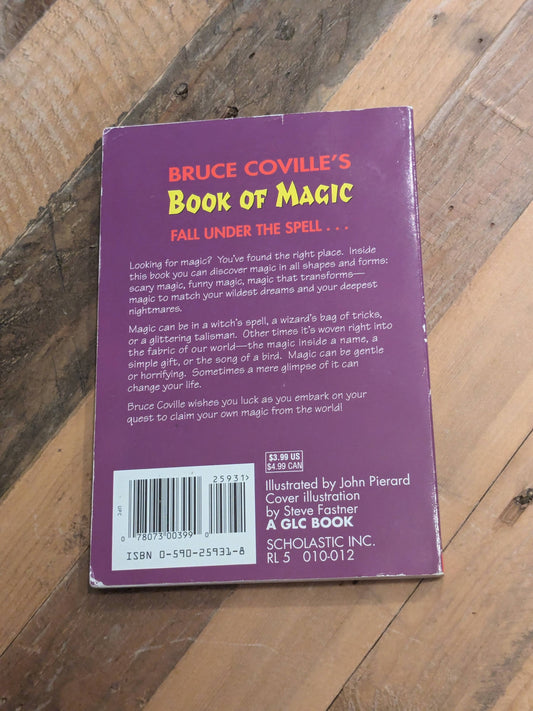 BRUCE COVILLE'S
BOOK OF MAGIC
FALL UNDER THE SPELL . . .
Looking for magic? You've found the right place. Inside
this book you can discover magic in all shapes and forms:
scary magic, funny magic, magic that transforms—
magic to match your wildest dreams and your deepest
nightmares.
Magic can be in a witch's spell, a wizard's bag of tricks,
or a glittering talisman. Other times it's woven right into
the fabric of our world—the magic inside a name, a
simple gift, or the song of a bird. Magic can be gentle
or horrifying. Sometimes a mere glimpse of it can
change your life.
Bruce Coville wishes you luck as you embark on your
quest to claim your own magic from the world!
25931>
UPC
0 78073 00399 0
ISBN 0-590-25931-8
$3.99 US
$4.99 CAN
Illustrated by John Pierard
Cover illustration
by Steve Fastner
A GLC BOOK
SCHOLASTIC INC.
RL 5 010-012